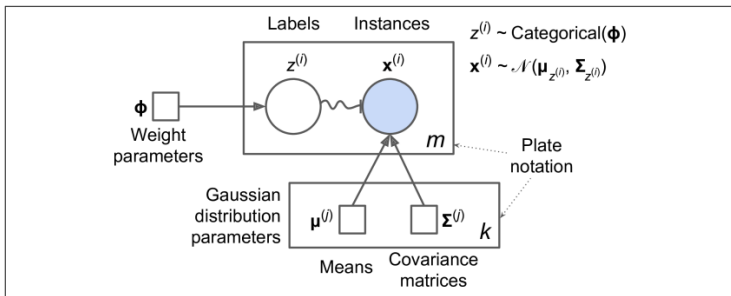 Labels Instances
z⁽ⁱ⁾ ~ Categorical(ϕ)
z⁽ⁱ⁾ x⁽ⁱ⁾
x⁽ⁱ⁾ ~ 𝒩(μ_z⁽ⁱ⁾, Σ_z⁽ⁱ⁾)
ϕ
Weight
parameters
m
Plate
notation
Gaussian
distribution
parameters
μ⁽ʲ⁾ Σ⁽ʲ⁾
k
Means
Covariance
matrices